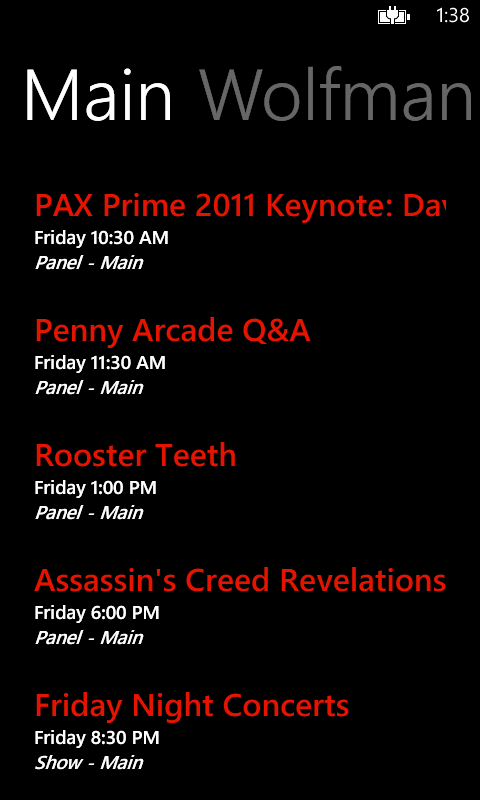 1:38
Main Wolfman
PAX Prime 2011 Keynote: Dav
Friday 10:30 AM
Panel - Main
Penny Arcade Q&A
Friday 11:30 AM
Panel - Main
Rooster Teeth
Friday 1:00 PM
Panel - Main
Assassin's Creed Revelations
Friday 6:00 PM
Panel - Main
Friday Night Concerts
Friday 8:30 PM
Show - Main